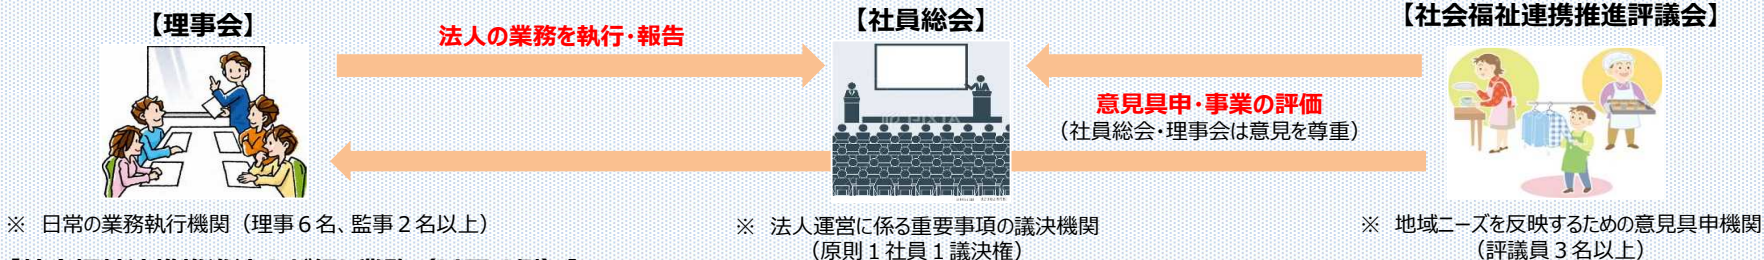 【理事会】
法人の業務を執行・報告
【社員総会】
【社会福祉連携推進評議会】
意見具申・事業の評価
(社員総会・理事会は意見を尊重)
※ 日常の業務執行機関(理事6名、監事2名以上)
※ 法人運営に係る重要事項の議決機関
(原則1社員1議決権)
※ 地域ニーズを反映するための意見具申機関
(評議員3名以上)